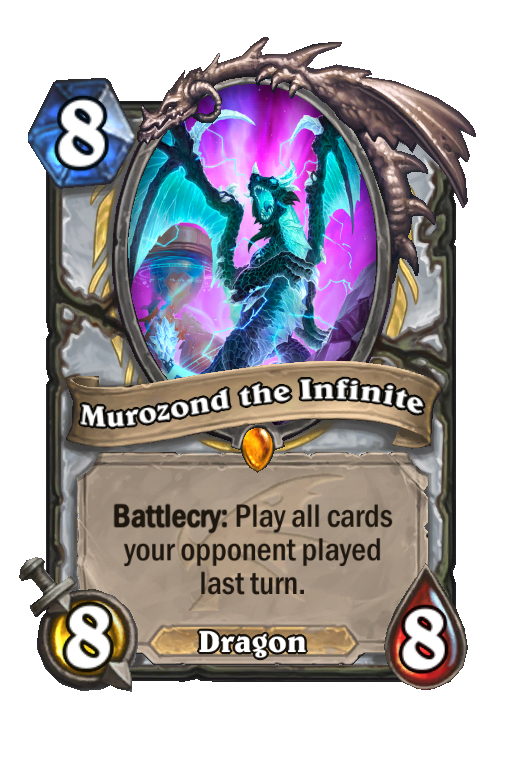 8
Murozond the Infinite
Battlecry: Play all cards
your opponent played
last turn.
8
Dragon
8